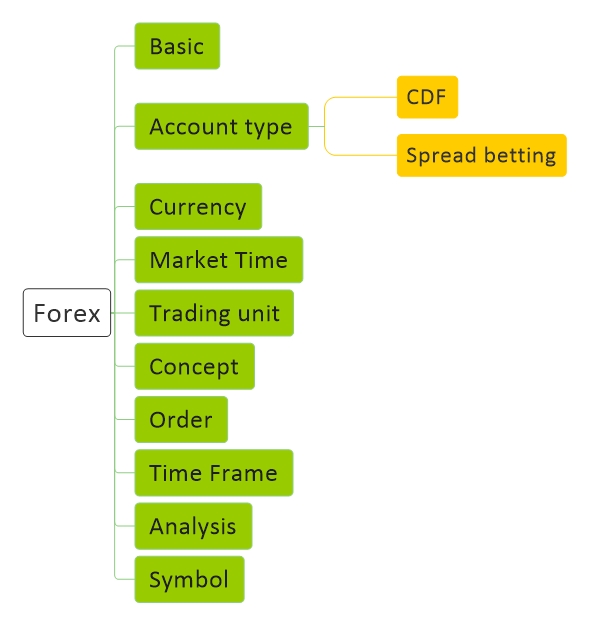 Basic
CDF
Account type
Spread betting
Currency
Market Time
Forex
Trading unit
Concept
Order
Time Frame
Analysis
Symbol